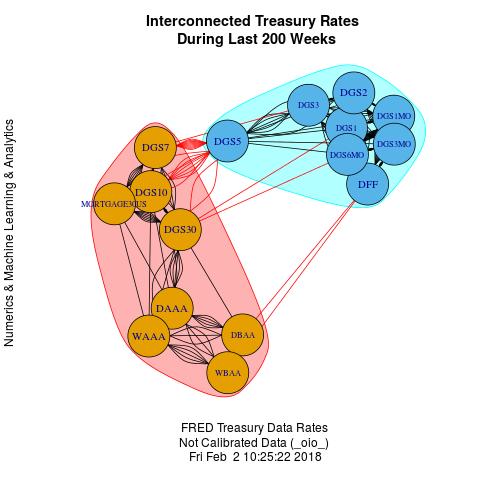 Interconnected Treasury Rates
During Last 200 Weeks
Numerics & Machine Learning & Analytics
DGS2
DGS3
DGS1MO
DGS1
DGS5
DGS3MO
DGS7
DGS6MO
DFF
DGS10
MORTGAGE30US
DGS30
DAAA
WAAA
DBAA
WBAA
FRED Treasury Data Rates
Not Calibrated Data (_oio_)
Fri Feb  2 10:25:22 2018